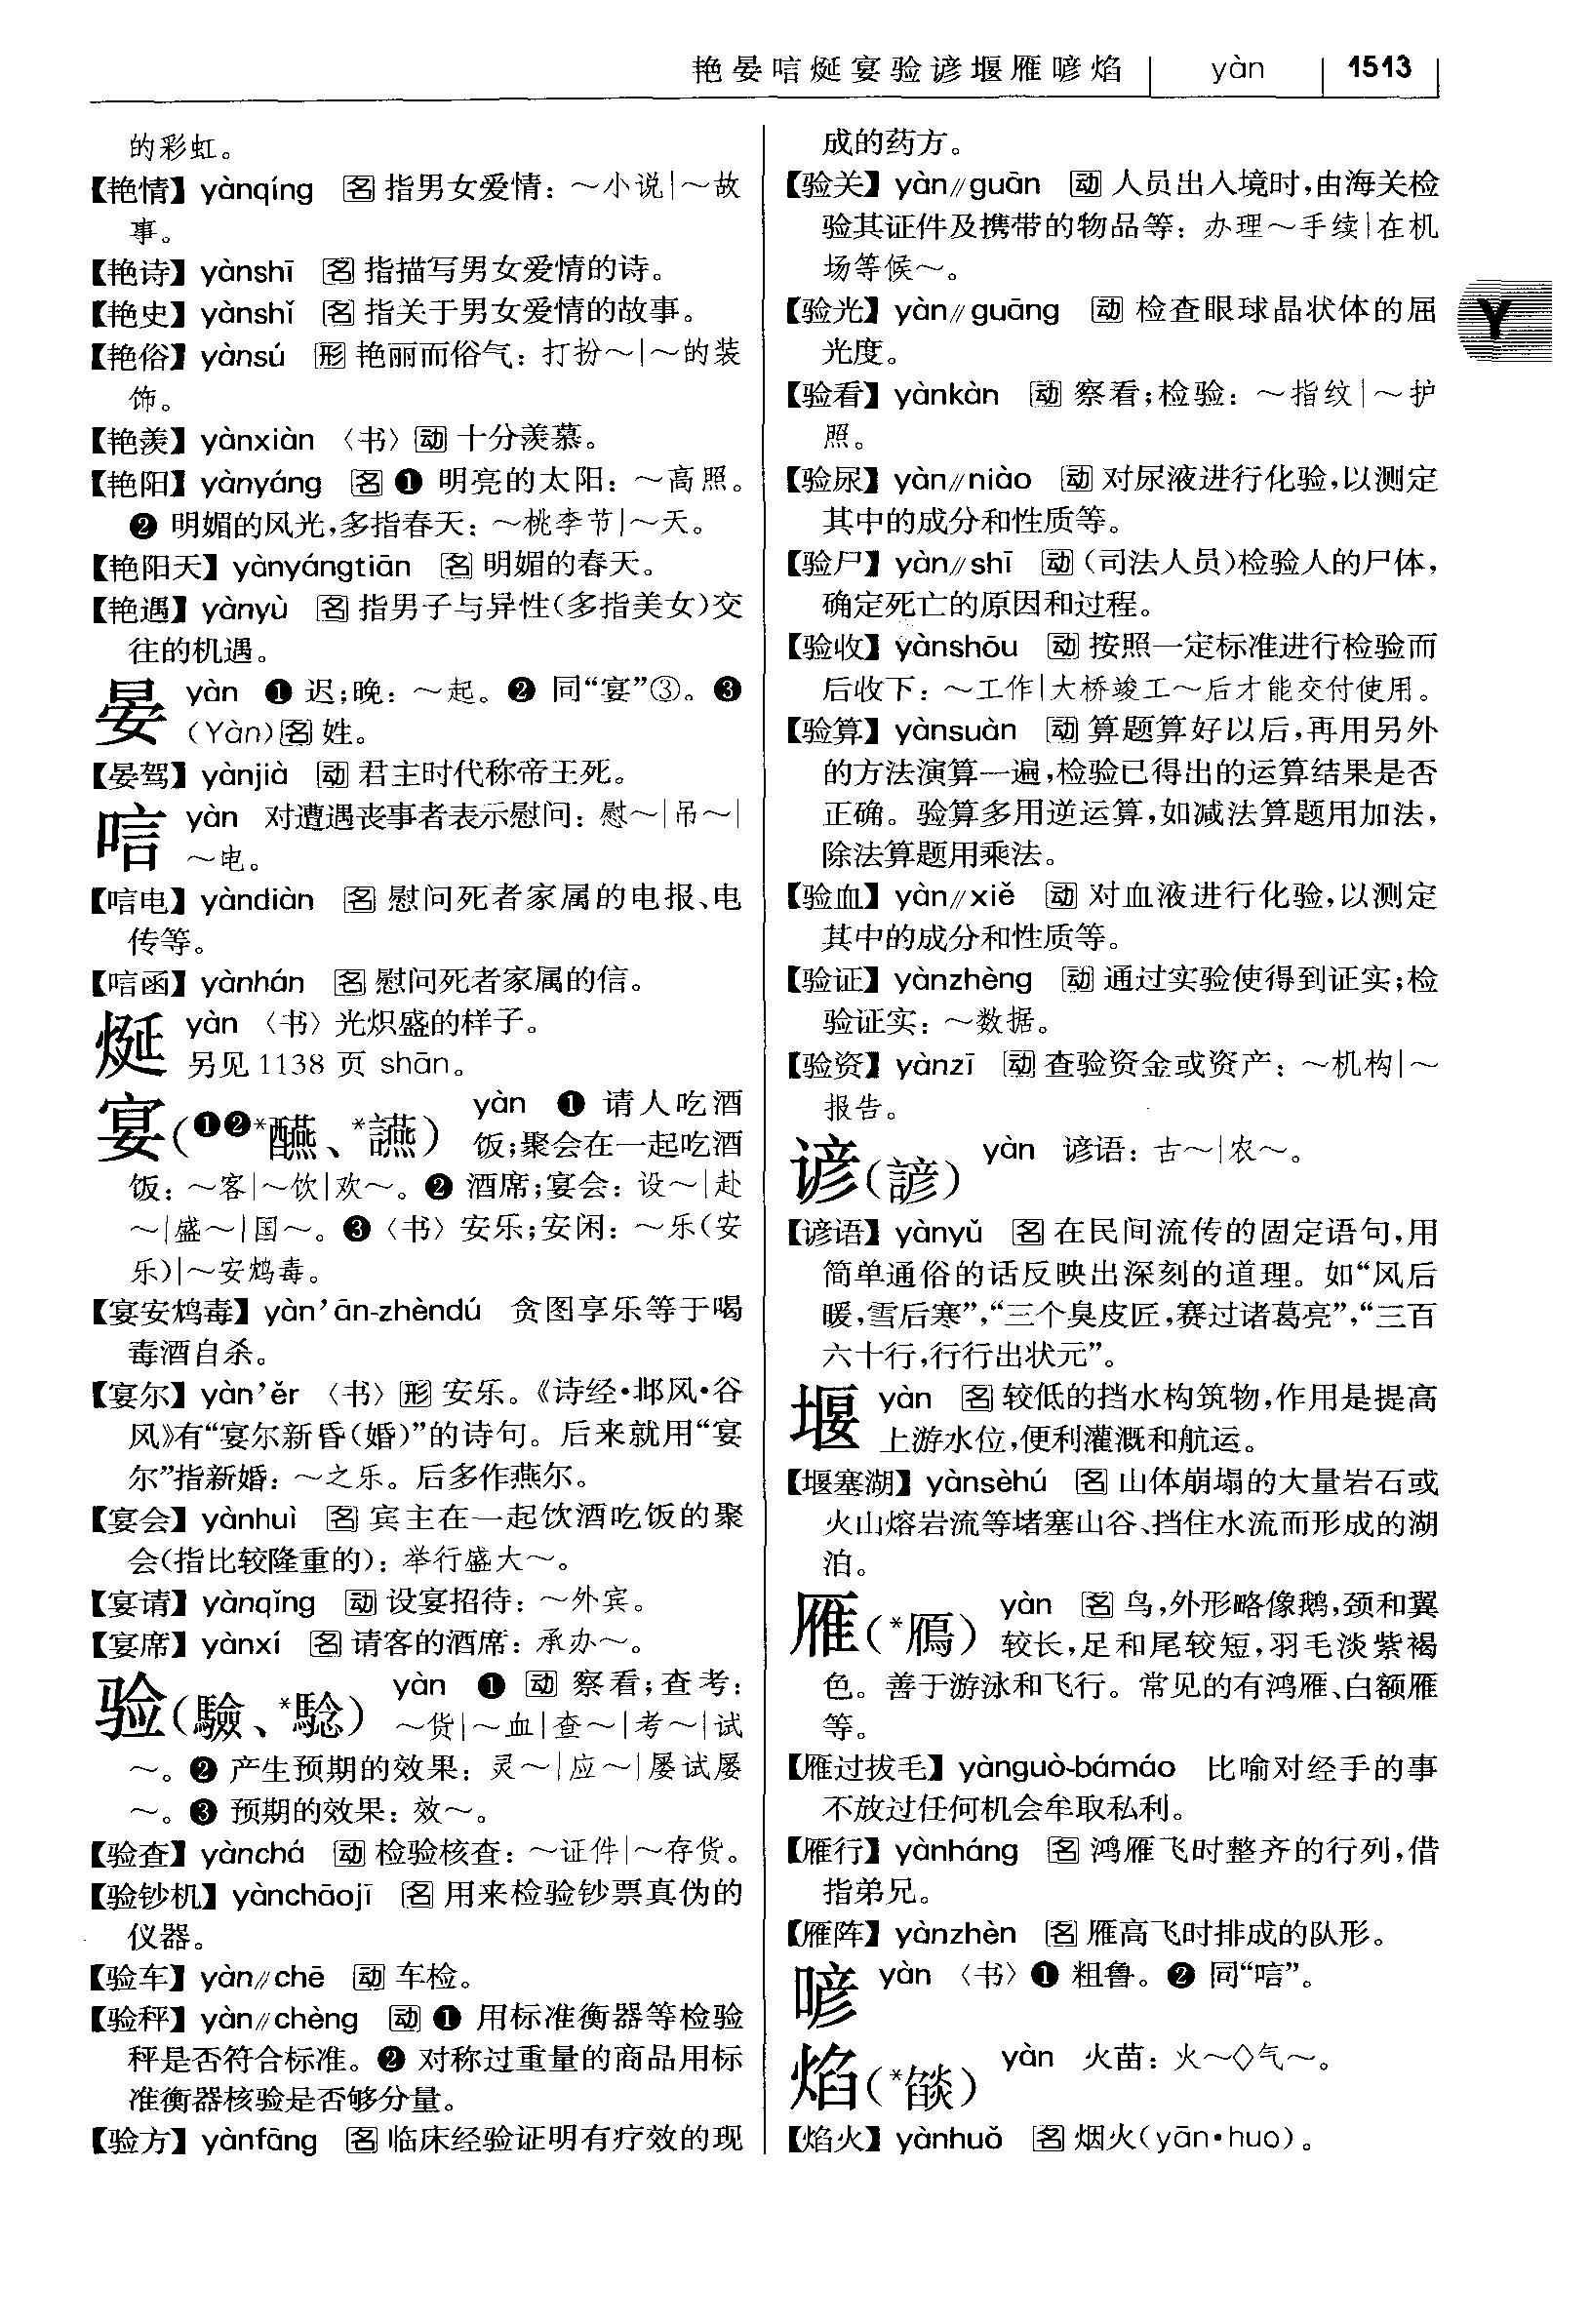 艳晏唁烻宴验谚堰雁喭焰 yàn 1513
的彩虹。
【艳情】yànqíng 名 指男女爱情：～小说|～故
事。
【艳诗】yànshī 名 指描写男女爱情的诗。
【艳史】yànshǐ 名 指关于男女爱情的故事。
【艳俗】yànsú 形 艳丽而俗气：打扮～|～的装
饰。
【艳羡】yànxiàn 〈书〉动 十分羡慕。
【艳阳】yànyáng 名 ❶ 明亮的太阳：～高照。
❷ 明媚的风光,多指春天：～桃李节|～天。
【艳阳天】yànyángtiān 名 明媚的春天。
【艳遇】yànyù 名 指男子与异性(多指美女)交
往的机遇。
晏 yàn ❶ 迟;晚：～起。❷ 同“宴”③。❸
(Yàn)名 姓。
【晏驾】yànjià 动 君主时代称帝王死。
唁 yàn 对遭遇丧事者表示慰问：慰～|吊～|
～电。
【唁电】yàndiàn 名 慰问死者家属的电报、电
传等。
【唁函】yànhán 名 慰问死者家属的信。
烻 yàn 〈书〉光炽盛的样子。
另见1138 页 shān。
宴(❶❷*醼、*讌) yàn ❶ 请人吃酒
饭;聚会在一起吃酒
饭：～客|～饮|欢～。❷ 酒席;宴会：设～|赴
～|盛～|国～。❸〈书〉安乐;安闲：～乐(安
乐)|～安鸩毒。
【宴安鸩毒】yàn’ān-zhèndú 贪图享乐等于喝
毒酒自杀。
【宴尔】yàn’ěr 〈书〉形 安乐。《诗经·邶风·谷
风》有“宴尔新昏(婚)”的诗句。后来就用“宴
尔”指新婚：～之乐。后多作燕尔。
【宴会】yànhuì 名 宾主在一起饮酒吃饭的聚
会(指比较隆重的)：举行盛大～。
【宴请】yànqǐng 动 设宴招待：～外宾。
【宴席】yànxí 名 请客的酒席：承办～。
验(驗、*騐) yàn ❶ 动 察看;查考：
～货|～血|查～|考～|试
～。❷ 产生预期的效果：灵～|应～|屡试屡
～。❸ 预期的效果：效～。
【验查】yànchá 动 检验核查：～证件|～存货。
【验钞机】yànchāojī 名 用来检验钞票真伪的
仪器。
【验车】yàn//chē 动 车检。
【验秤】yàn//chèng 动 ❶ 用标准衡器等检验
秤是否符合标准。❷ 对称过重量的商品用标
准衡器核验是否够分量。
【验方】yànfāng 名 临床经验证明有疗效的现
成的药方。
【验关】yàn//guān 动 人员出入境时,由海关检
验其证件及携带的物品等：办理～手续|在机
场等候～。
【验光】yàn//guāng 动 检查眼球晶状体的屈
光度。
【验看】yànkàn 动 察看;检验：～指纹|～护
照。
【验尿】yàn//niào 动 对尿液进行化验,以测定
其中的成分和性质等。
【验尸】yàn//shī 动 (司法人员)检验人的尸体,
确定死亡的原因和过程。
【验收】yànshōu 动 按照一定标准进行检验而
后收下：～工作|大桥竣工～后才能交付使用。
【验算】yànsuàn 动 算题算好以后,再用另外
的方法演算一遍,检验已得出的运算结果是否
正确。验算多用逆运算,如减法算题用加法,
除法算题用乘法。
【验血】yàn//xiě 动 对血液进行化验,以测定
其中的成分和性质等。
【验证】yànzhèng 动 通过实验使得到证实;检
验证实：～数据。
【验资】yànzī 动 查验资金或资产：～机构|～
报告。
谚(諺) yàn 谚语：古～|农～。
【谚语】yànyǔ 名 在民间流传的固定语句,用
简单通俗的话反映出深刻的道理。如“风后
暖,雪后寒”,“三个臭皮匠,赛过诸葛亮”,“三百
六十行,行行出状元”。
堰 yàn 名 较低的挡水构筑物,作用是提高
上游水位,便利灌溉和航运。
【堰塞湖】yànsèhú 名 山体崩塌的大量岩石或
火山熔岩流等堵塞山谷、挡住水流而形成的湖
泊。
雁(*鴈) yàn 名 鸟,外形略像鹅,颈和翼
较长,足和尾较短,羽毛淡紫褐
色。善于游泳和飞行。常见的有鸿雁、白额雁
等。
【雁过拔毛】yànguò-bámáo 比喻对经手的事
不放过任何机会牟取私利。
【雁行】yànháng 名 鸿雁飞时整齐的行列,借
指弟兄。
【雁阵】yànzhèn 名 雁高飞时排成的队形。
喭 yàn 〈书〉❶ 粗鲁。❷ 同“唁”。
焰(*燄) yàn 火苗：火～◇气～。
【焰火】yànhuǒ 名 烟火(yān·huo)。
Y